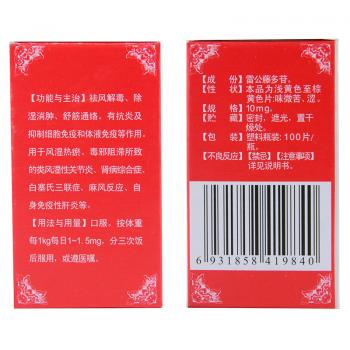 【功能与主治】祛风解毒、除
湿消肿、舒筋通络。有抗炎及
抑制细胞免疫和体液免疫等作用。
用于风湿热瘀、毒邪阻滞所致
的类风湿性关节炎、肾病综合症、
白塞氏三联症、麻风反应、自
身免疫性肝炎等。
【用法与用量】口服。按体重
每1kg每日1~1.5mg，分三次饭
后服用，或遵医嘱。
【成　份】雷公藤多苷。
【性　状】本品为浅黄色至棕
黄色片;味微苦、涩。
【规　格】10mg。
【贮　藏】密封，遮光，置干
燥处。
【包　装】塑料瓶装：100片/
瓶。
【不良反应】【禁忌】【注意事项】
详见说明书。
6 931858 419840